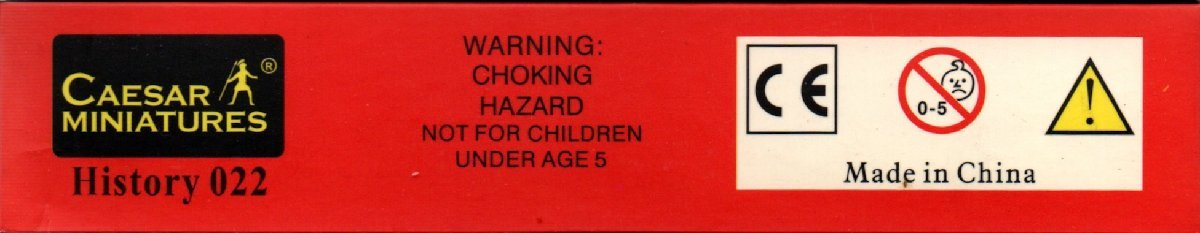 CAESAR
MINIATURES
®
History 022
WARNING:
CHOKING
HAZARD
NOT FOR CHILDREN
UNDER AGE 5
CE
0-5
!
Made in China